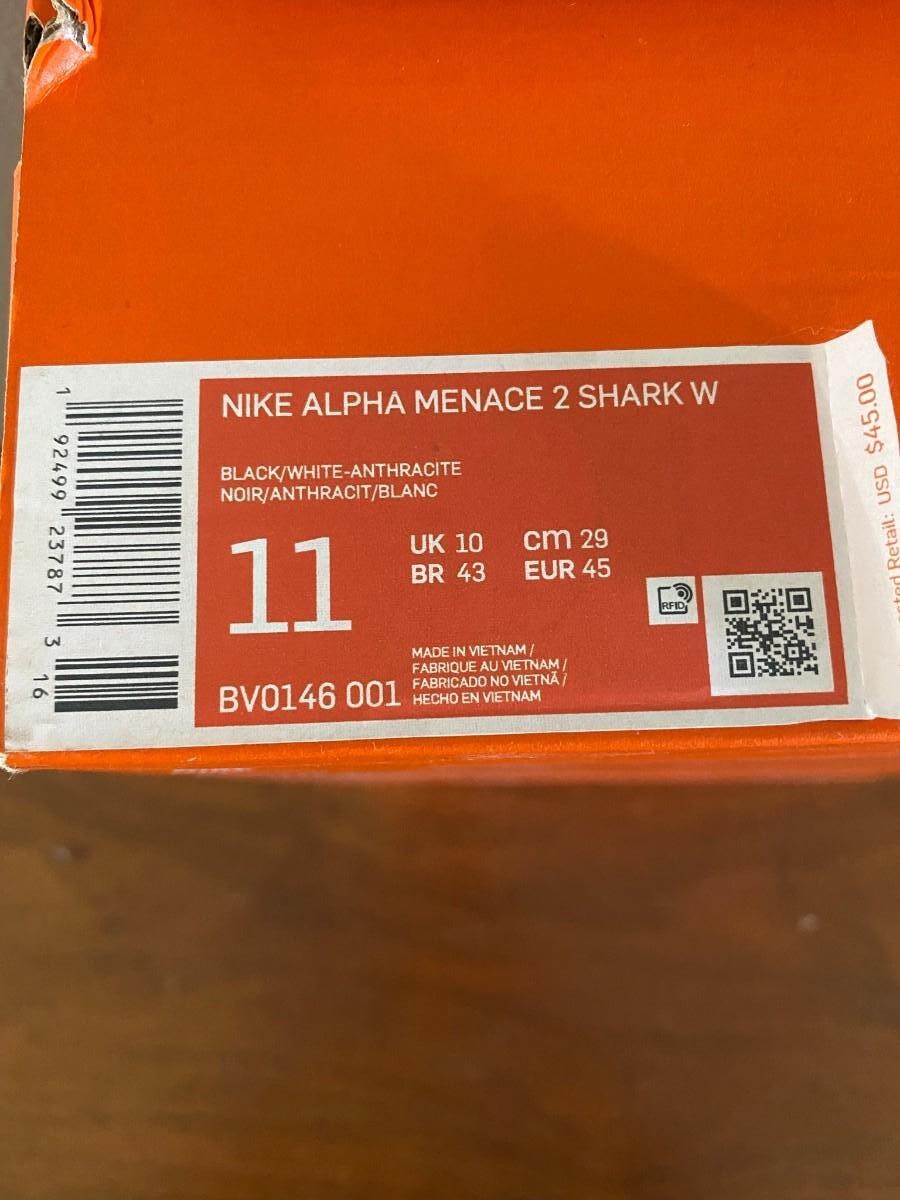 NIKE ALPHA MENACE 2 SHARK W
BLACK/WHITE-ANTHRACITE
NOIR/ANTHRACIT/BLANC
11
UK 10 cm 29
BR 43 EUR 45
RFID
MADE IN VIETNAM /
FABRIQUE AU VIETNAM /
FABRICADO NO VIETNÃ /
HECHO EN VIETNAM
BV0146 001
1 92499 23787 3 16
Retail: USD $45.00